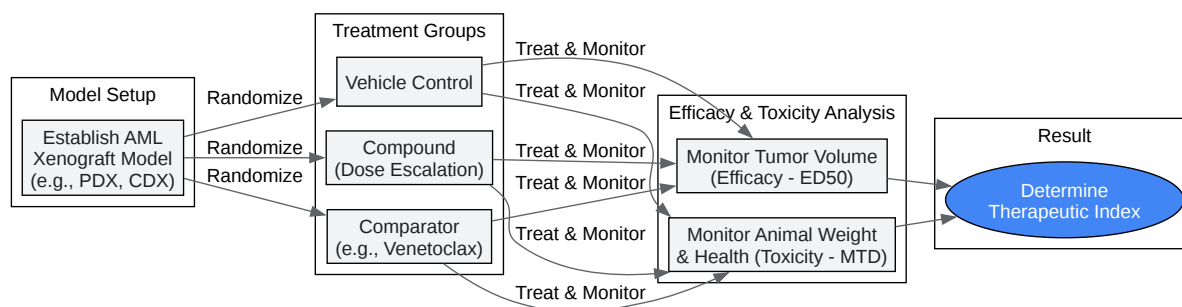 Model Setup
Establish AML
Xenograft Model
(e.g., PDX, CDX)
Randomize
Randomize
Randomize
Treatment Groups
Vehicle Control
Compound
(Dose Escalation)
Comparator
(e.g., Venetoclax)
Treat & Monitor
Treat & Monitor
Treat & Monitor
Treat & Monitor
Treat & Monitor
Treat & Monitor
Efficacy & Toxicity Analysis
Monitor Tumor Volume
(Efficacy - ED50)
Monitor Animal Weight
& Health (Toxicity - MTD)
Result
Determine
Therapeutic Index